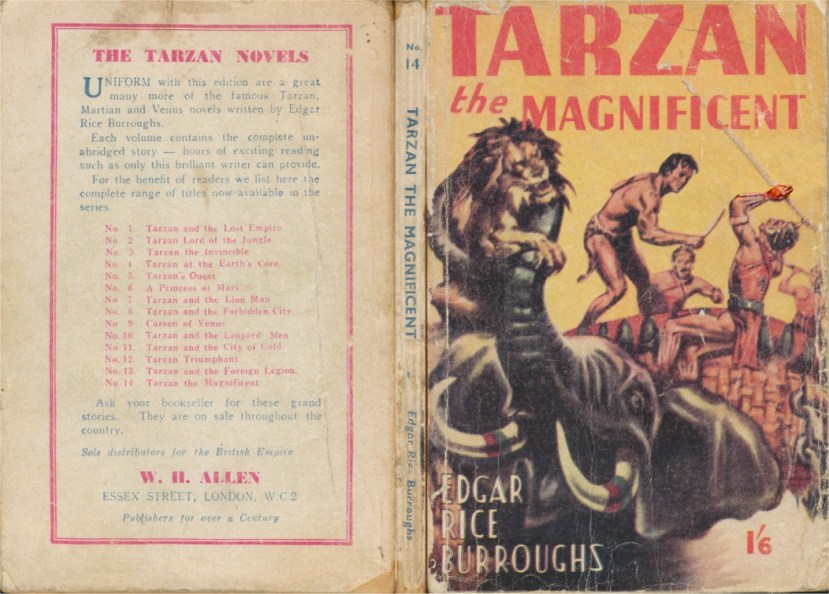 THE TARZAN NOVELS
UNIFORM with this edition are a great
many more of the famous Tarzan,
Martian and Venus novels written by Edgar
Rice Burroughs.
Each volume contains the complete un-
abridged story — hours of exciting reading
such as only this brilliant writer can provide.
For the benefit of readers we list here the
complete range of titles now available in the
series.
No 1. Tarzan and the Lost Empire.
No 2 Tarzan Lord of the Jungle.
No. 3 Tarzan the Invincible
No 4 Tarzan at the Earth's Core.
No 5. Tarzan's Quest
No. 6 A Princess of Mars
No 7 Tarzan and the Lion Man
No. 8 Tarzan and the Forbidden City.
No 9 Carson of Venus
No. 10 Tarzan and the Leopard Men
No 11. Tarzan and the City of Gold
No. 12. Tarzan Triumphant
No. 13. Tarzan and the Foreign Legion.
No 14 Tarzan the Magnificent
Ask your bookseller for these grand
stories. They are on sale throughout the
country.
Sole distributors for the British Empire
W. H. ALLEN
ESSEX STREET, LONDON, W.C.2
Publishers for over a Century
No.
14
TARZAN THE MAGNIFICENT
Edgar Rice Burroughs
TARZAN
the MAGNIFICENT
EDGAR
RICE
BURROUGHS
1/6